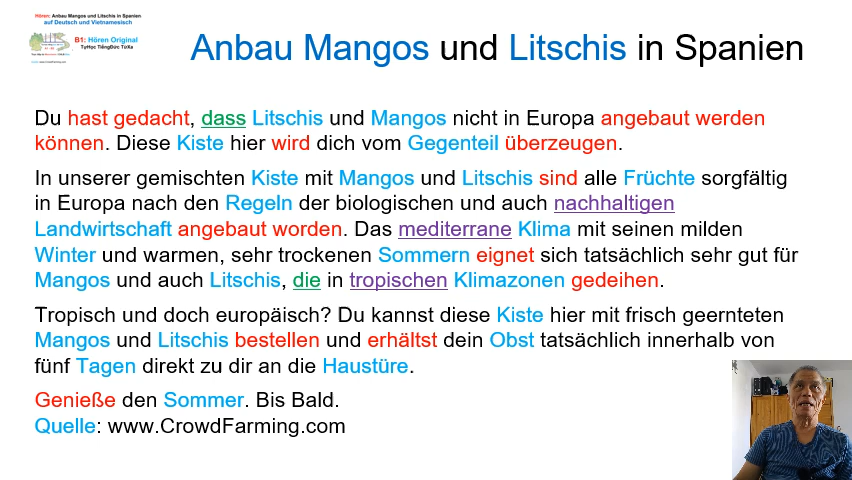 Hören: Anbau Mangos und Litschis in Spanien
auf Deutsch und Vietnamesisch
B1: Hören Original
TựHọc TiếngĐức TừXa
Anbau Mangos und Litschis in Spanien
Du hast gedacht, dass Litschis und Mangos nicht in Europa angebaut werden
können. Diese Kiste hier wird dich vom Gegenteil überzeugen.
In unserer gemischten Kiste mit Mangos und Litschis sind alle Früchte sorgfältig
in Europa nach den Regeln der biologischen und auch nachhaltigen
Landwirtschaft angebaut worden. Das mediterrane Klima mit seinen milden
Winter und warmen, sehr trockenen Sommern eignet sich tatsächlich sehr gut für
Mangos und auch Litschis, die in tropischen Klimazonen gedeihen.
Tropisch und doch europäisch? Du kannst diese Kiste hier mit frisch geernteten
Mangos und Litschis bestellen und erhältst dein Obst tatsächlich innerhalb von
fünf Tagen direkt zu dir an die Haustüre.
Genieße den Sommer. Bis Bald.
Quelle: www.CrowdFarming.com